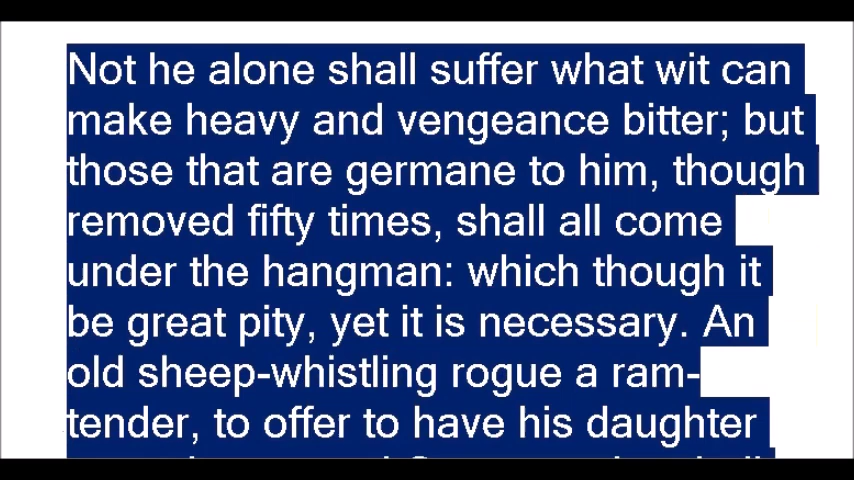 Not he alone shall suffer what wit can
make heavy and vengeance bitter; but
those that are germane to him, though
removed fifty times, shall all come
under the hangman: which though it
be great pity, yet it is necessary. An
old sheep-whistling rogue a ram-
tender, to offer to have his daughter